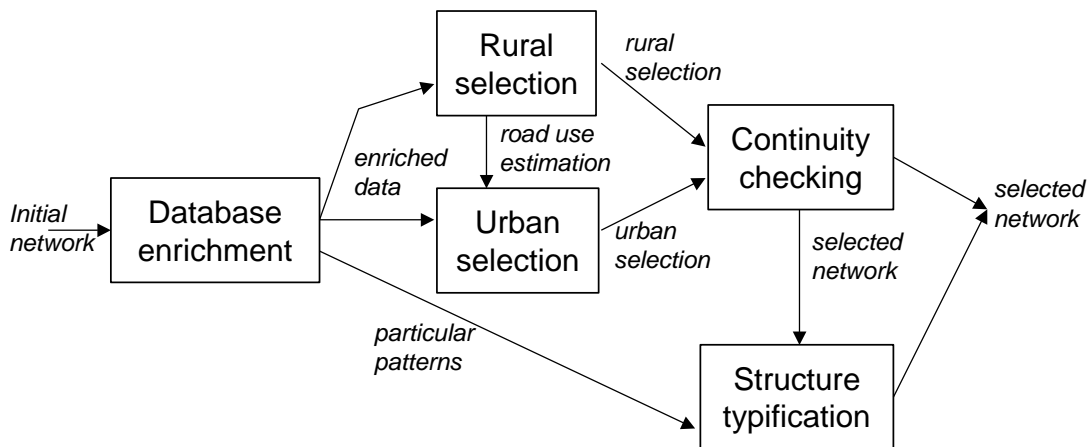 Rural
selection
rural
selection
road use
estimation
enriched
data
Continuity
checking
Initial
network
Database
enrichment
Urban
selection
urban
selection
selected
network
selected
network
particular
patterns
Structure
typification